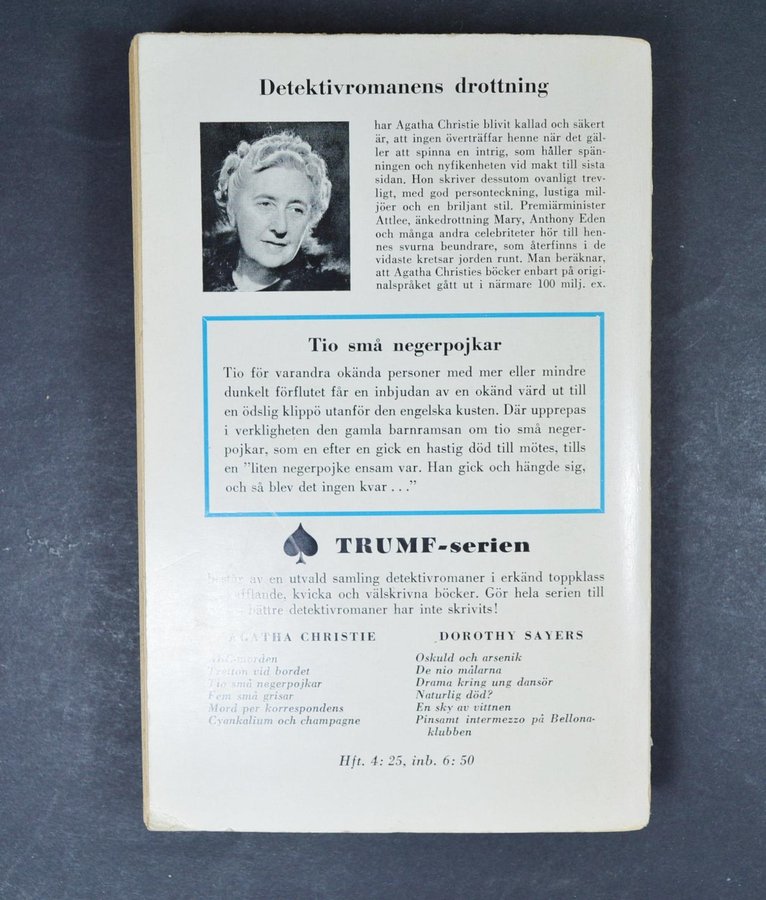 Detektivromanens drottning
har Agatha Christie blivit kallad och säkert
är, att ingen överträffar henne när det gäl-
ler att spinna en intrig, som håller spän-
ningen och nyfikenheten vid makt till sista
sidan. Hon skriver dessutom ovanligt trev-
ligt, med god personteckning, lustiga mil-
jöer och en briljant stil. Premiärminister
Attlee, änkedrottning Mary, Anthony Eden
och många andra celebriteter hör till hen-
nes svurna beundrare, som återfinns i de
vidaste kretsar jorden runt. Man beräknar,
att Agatha Christies böcker enbart på origi-
nalspråket gått ut i närmare 100 milj. ex.
Tio små negerpojkar
Tio för varandra okända personer med mer eller mindre
dunkelt förflutet får en inbjudan av en okänd värd ut till
en ödslig klippö utanför den engelska kusten. Där upprepas
i verkligheten den gamla barnramsan om tio små neger-
pojkar, som en efter en gick en hastig död till mötes, tills
en ”liten negerpojke ensam var. Han gick och hängde sig,
och så blev det ingen kvar . . .”
TRUMF-serien
består av en utvald samling detektivromaner i erkänd toppklass
kvicka och välskrivna böcker. Gör hela serien till
bättre detektivromaner har inte skrivits!
AGATHA CHRISTIE
ABC-morden
Tretton vid bordet
Tio små negerpojkar
Fem små grisar
Mord per korrespondens
Cyankalium och champagne
DOROTHY SAYERS
Oskuld och arsenik
De nio målarna
Drama kring ung dansör
Naturlig död?
En sky av vittnen
Pinsamt intermezzo på Bellona-
klubben
Hft. 4: 25, inb. 6: 50